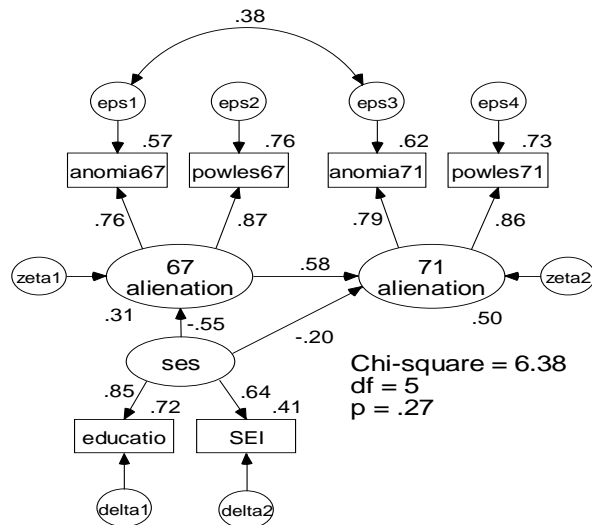 .38
eps1 eps2 eps3 eps4
.57 .76 .62 .73
anomia67 powles67 anomia71 powles71
.76 .87 .79 .86
zeta1 67 alienation .58 71 alienation zeta2
.31 -.55 -.20 .50
ses
Chi-square = 6.38
df = 5
p = .27
.85 .72 .64 .41
educatio SEI
delta1 delta2